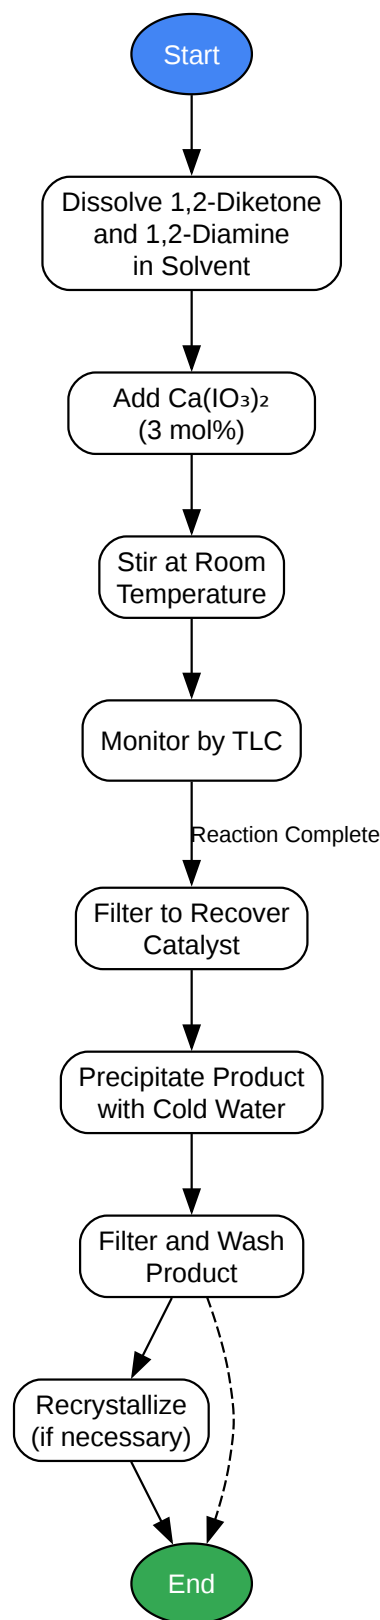 Start
Dissolve 1,2-Diketone
and 1,2-Diamine
in Solvent
Add Ca(IO₃)₂
(3 mol%)
Stir at Room
Temperature
Monitor by TLC
Reaction Complete
Filter to Recover
Catalyst
Precipitate Product
with Cold Water
Filter and Wash
Product
Recrystallize
(if necessary)
End